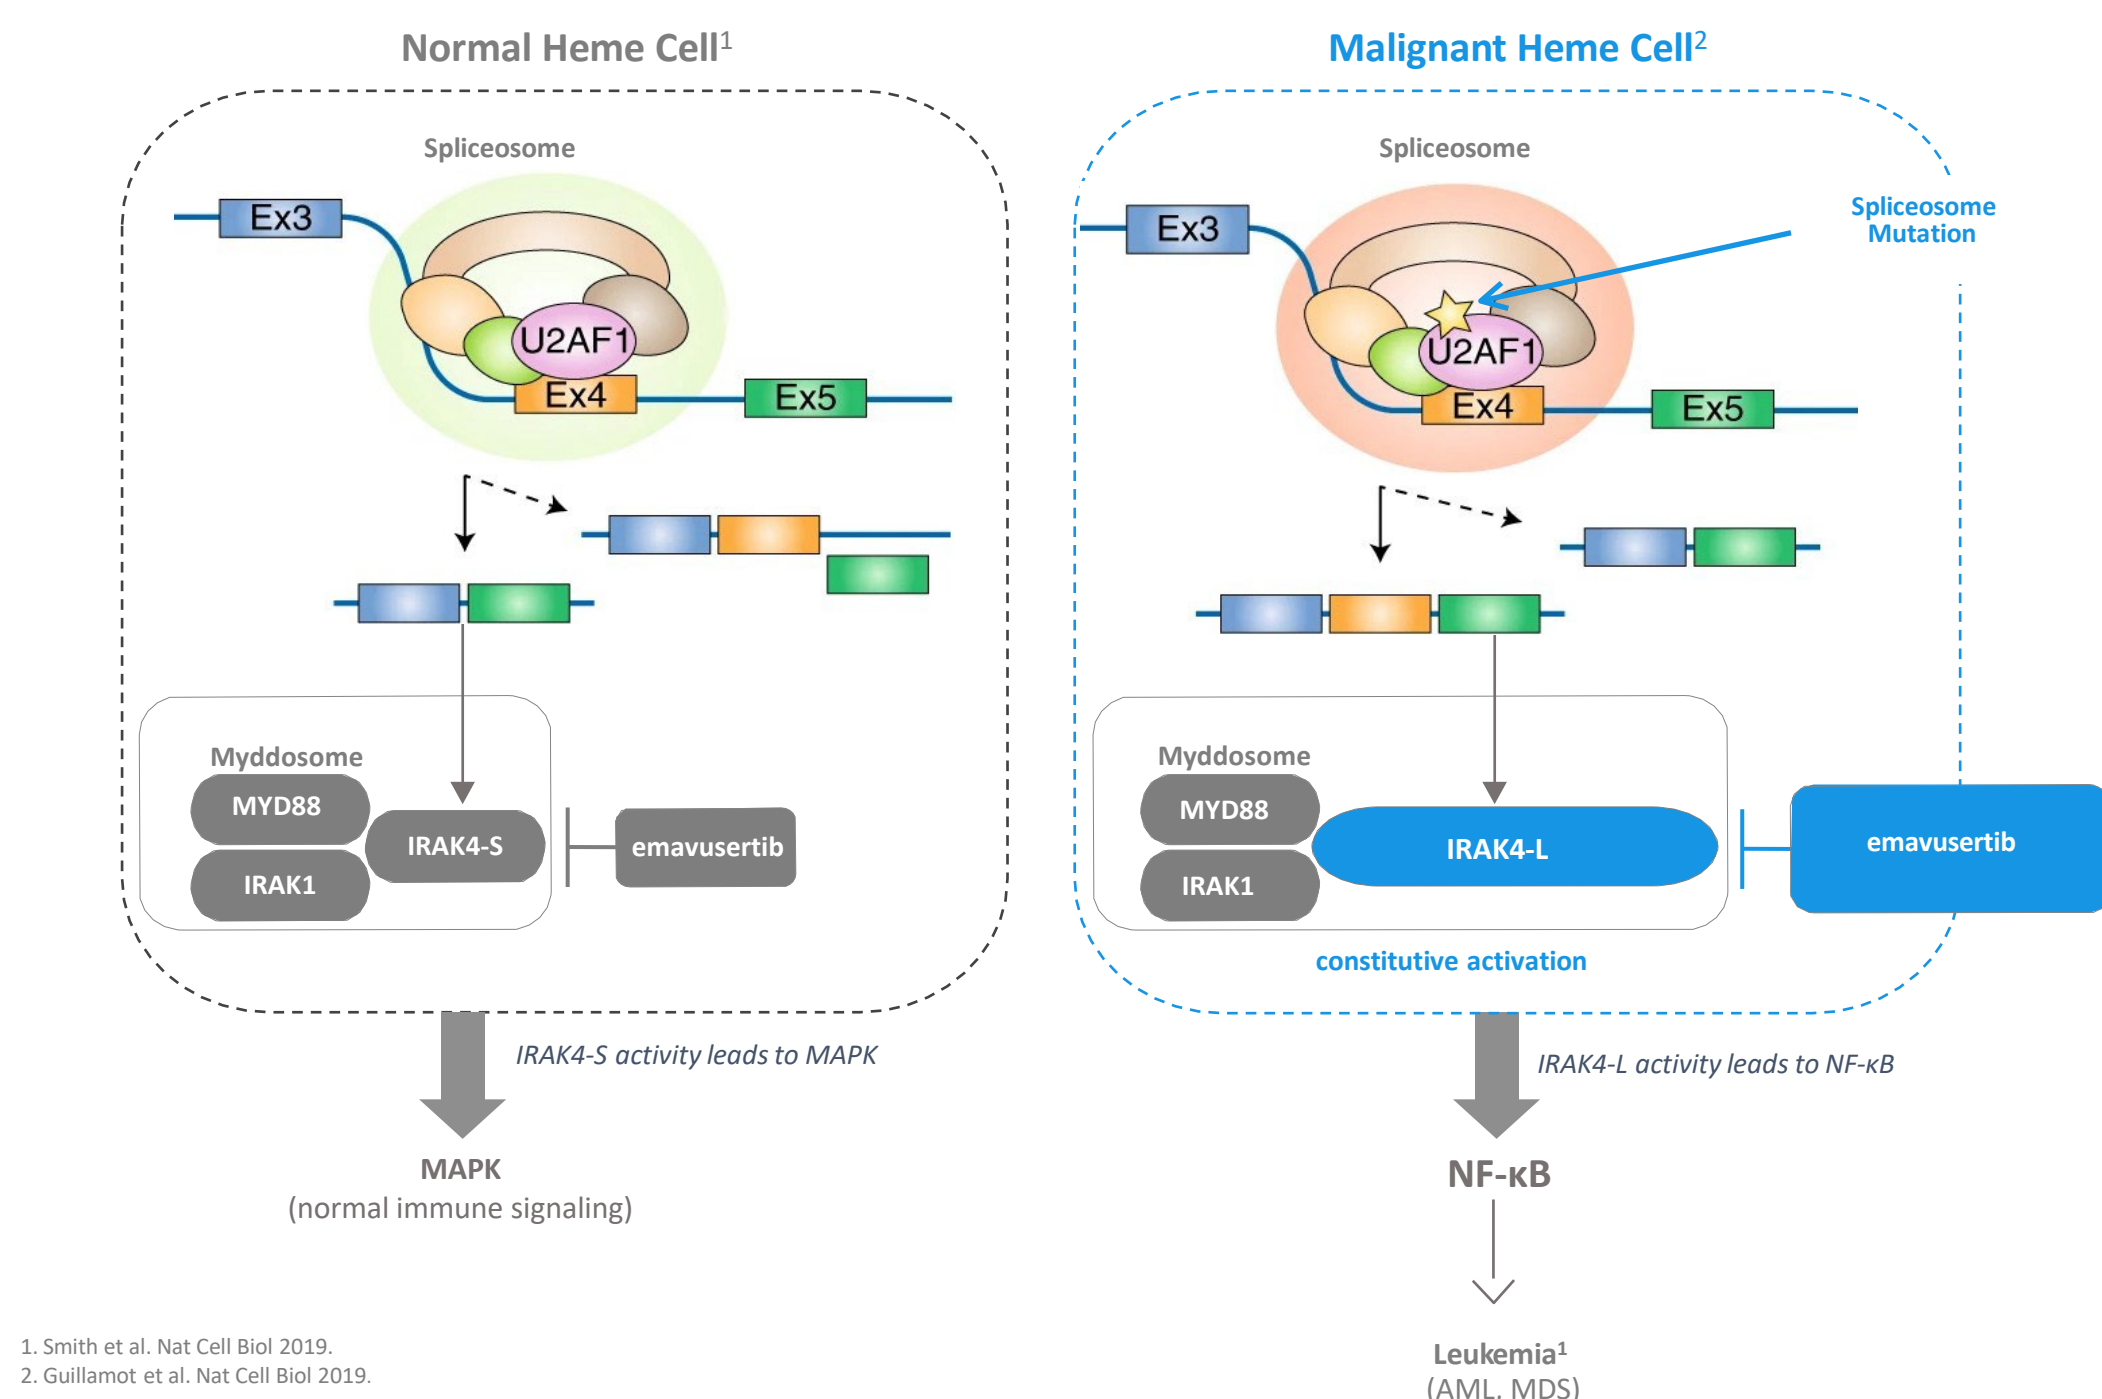 Normal Heme Cell¹
Spliceosome
Ex3
U2AF1
Ex4
Ex5
Myddosome
MYD88
IRAK1
IRAK4-S
emavusertib
IRAK4-S activity leads to MAPK
MAPK
(normal immune signaling)
Malignant Heme Cell²
Spliceosome
Spliceosome
Mutation
Ex3
U2AF1
Ex4
Ex5
Myddosome
MYD88
IRAK1
IRAK4-L
emavusertib
constitutive activation
IRAK4-L activity leads to NF-κB
NF-κB
Leukemia¹
(AML, MDS)
1. Smith et al. Nat Cell Biol 2019.
2. Guillamot et al. Nat Cell Biol 2019.